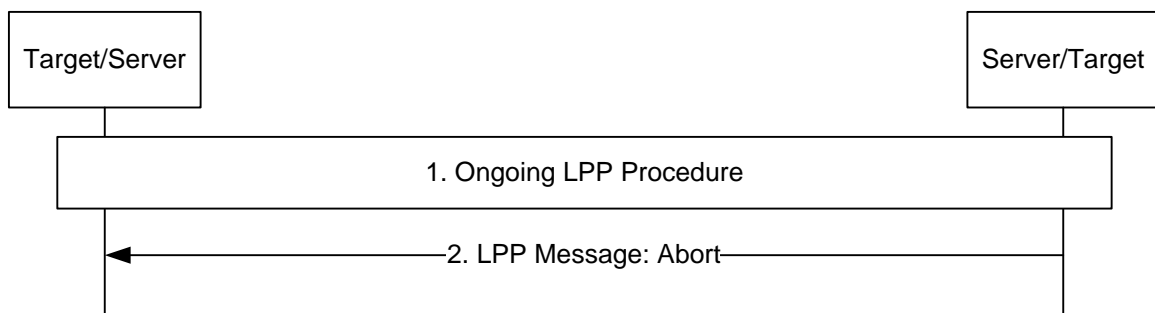 Target/Server
Server/Target
1. Ongoing LPP Procedure
2. LPP Message: Abort